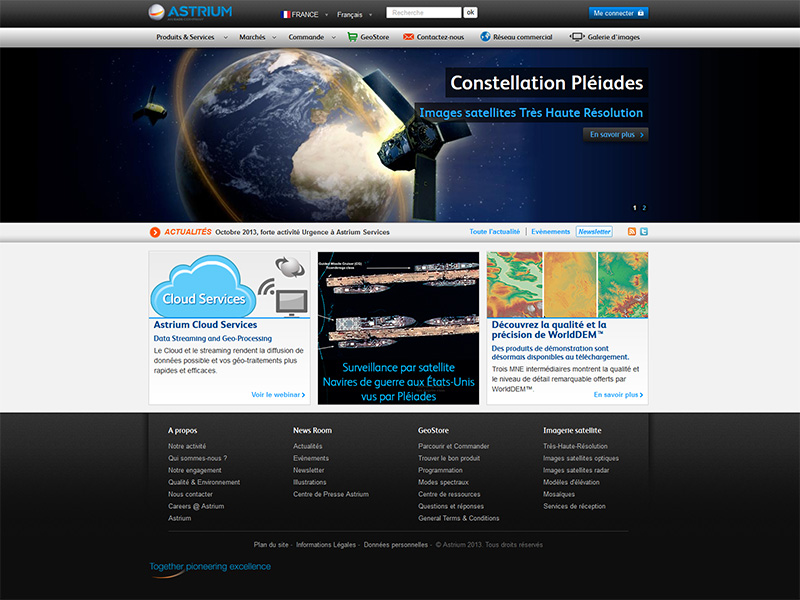 ASTRIUM
FRANCE
Français
Recherche
ok
Me connecter
Produits & Services
Marchés
Commande
GeoStore
Contactez-nous
Réseau commercial
Galerie d'images
Constellation Pléiades
Images satellites Très Haute Résolution
En savoir plus
1 2
ACTUALITÉS Octobre 2013, forte activité Urgence à Astrium Services
Toute l'actualité | Evènements Newsletter
Cloud Services
Astrium Cloud Services
Data Streaming and Geo-Processing
Le Cloud et le streaming rendent la diffusion de
données possible et vos géo-traitements plus
rapides et efficaces.
Voir le webinar
Guided Missile Cruiser (CG)
Surveillance par satellite
Navires de guerre aux États-Unis
vus par Pléiades
Découvrez la qualité et la
précision de WorldDEM™
Des produits de démonstration sont
désormais disponibles au téléchargement.
Trois MNE intermédiaires montrent la qualité et
le niveau de détail remarquable offerts par
WorldDEM™.
En savoir plus
A propos
Notre activité
Qui sommes-nous ?
Notre engagement
Qualité & Environnement
Nous contacter
Careers @ Astrium
Astrium
News Room
Actualités
Evènements
Newsletter
Illustrations
Centre de Presse Astrium
GeoStore
Parcourir et Commander
Trouver le bon produit
Programmation
Modes spectraux
Centre de ressources
Questions et réponses
General Terms & Conditions
Imagerie satellite
Très-Haute-Résolution
Images satellites optiques
Images satellites radar
Modèles d'élévation
Mosaïques
Services de réception
Plan du site - Informations Légales - Données personnelles - © Astrium 2013. Tous droits réservés
Together pioneering excellence